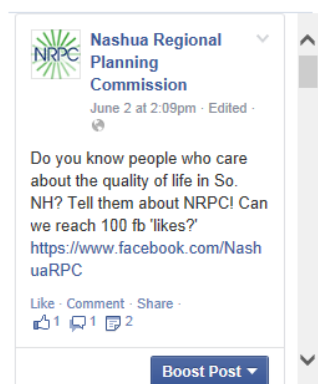 NRPC
Nashua Regional
Planning
Commission
June 2 at 2:09pm · Edited ·
Do you know people who care
about the quality of life in So.
NH? Tell them about NRPC! Can
we reach 100 fb 'likes?'
https://www.facebook.com/Nash
uaRPC
Like · Comment · Share ·
1 1 2
Boost Post